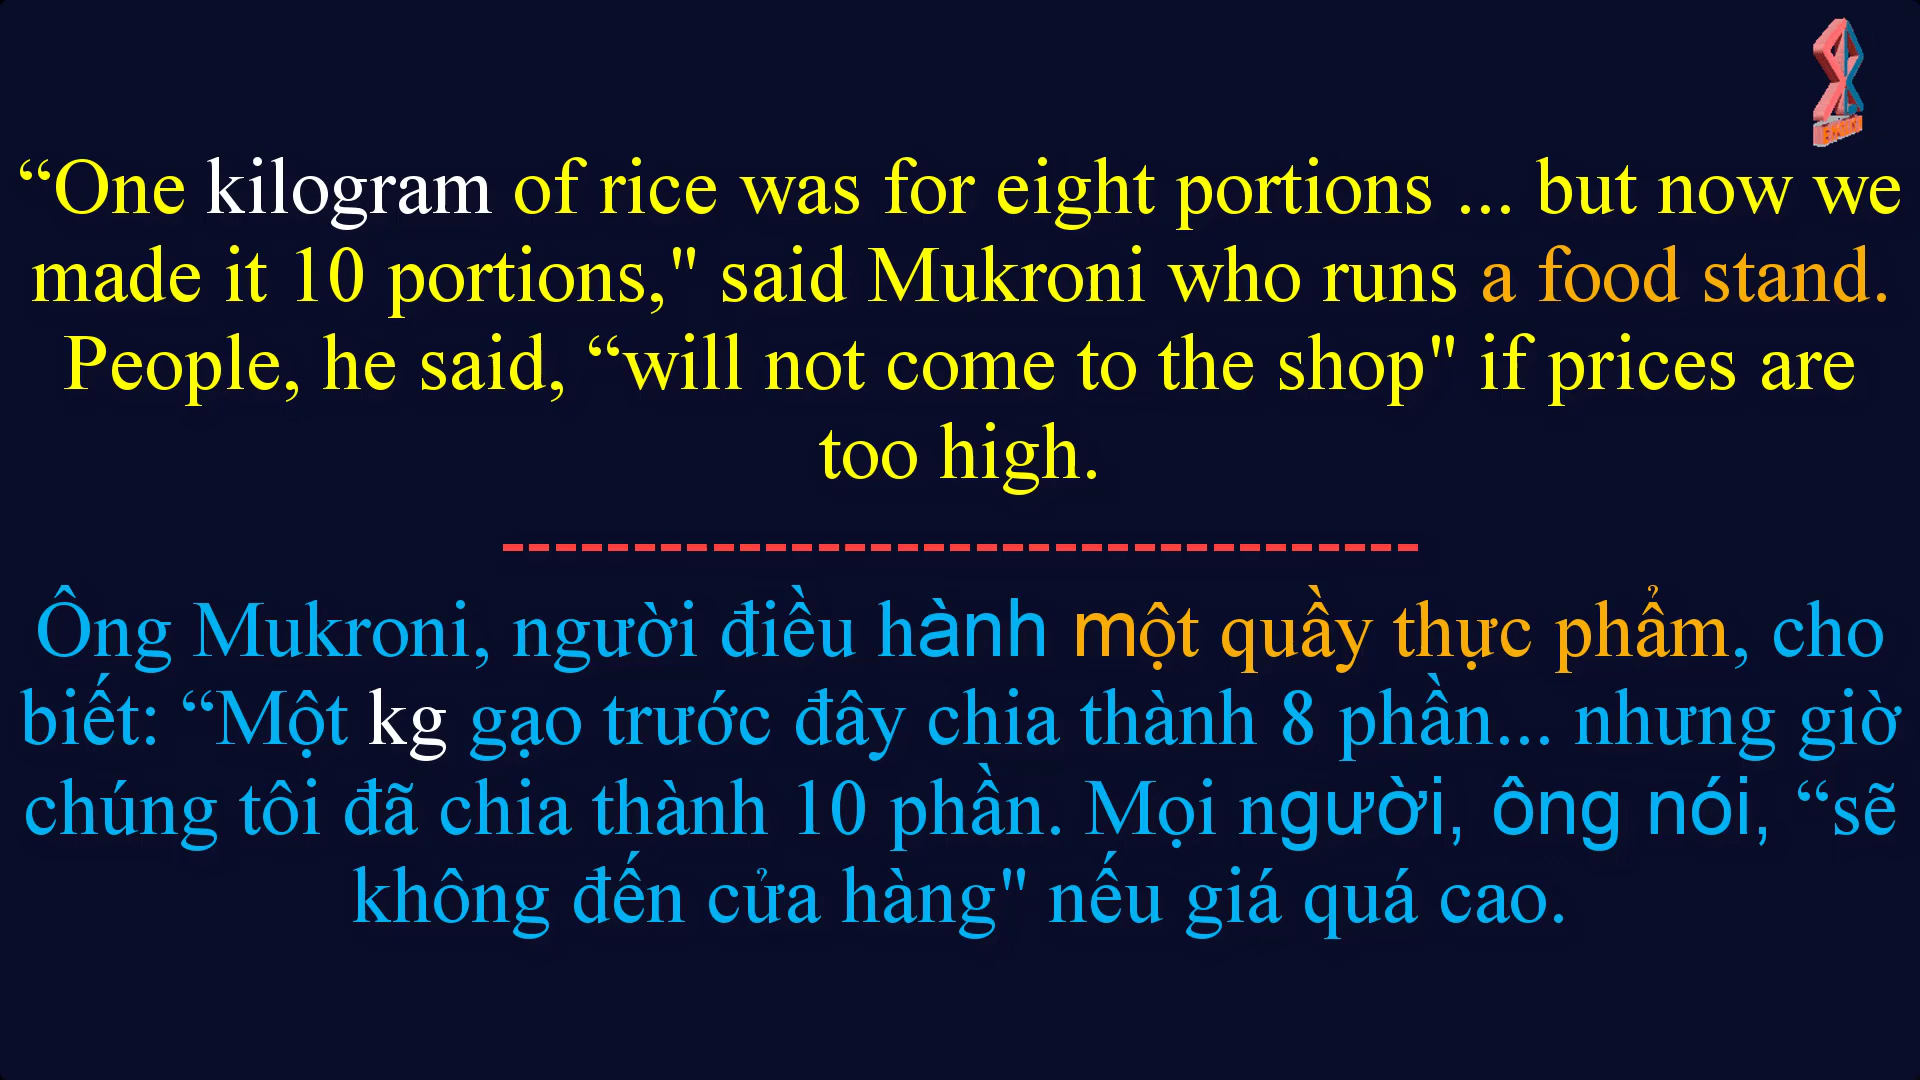 “One kilogram of rice was for eight portions ... but now we
made it 10 portions," said Mukroni who runs a food stand.
People, he said, “will not come to the shop" if prices are
too high.
-----------------------------------
Ông Mukroni, người điều hành một quầy thực phẩm, cho
biết: “Một kg gạo trước đây chia thành 8 phần... nhưng giờ
chúng tôi đã chia thành 10 phần. Mọi người, ông nói, “sẽ
không đến cửa hàng" nếu giá quá cao.